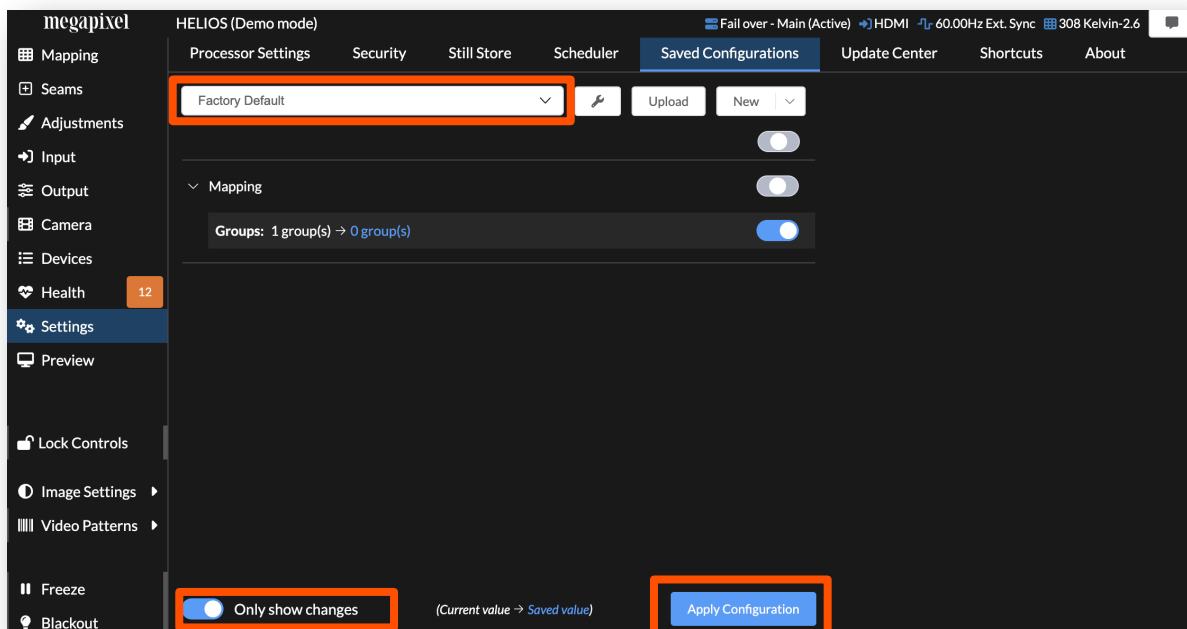 megapixel
HELIOS (Demo mode)
Fail over - Main (Active) HDMI 60.00Hz Ext. Sync 308 Kelvin-2.6
Processor Settings Security Still Store Scheduler Saved Configurations Update Center Shortcuts About
Mapping
Seams
Adjustments
Input
Output
Camera
Devices
Health 12
Settings
Preview
Lock Controls
Image Settings
Video Patterns
Freeze
Blackout
Factory Default Upload New
Mapping
Groups: 1 group(s) → 0 group(s)
Only show changes (Current value → Saved value) Apply Configuration